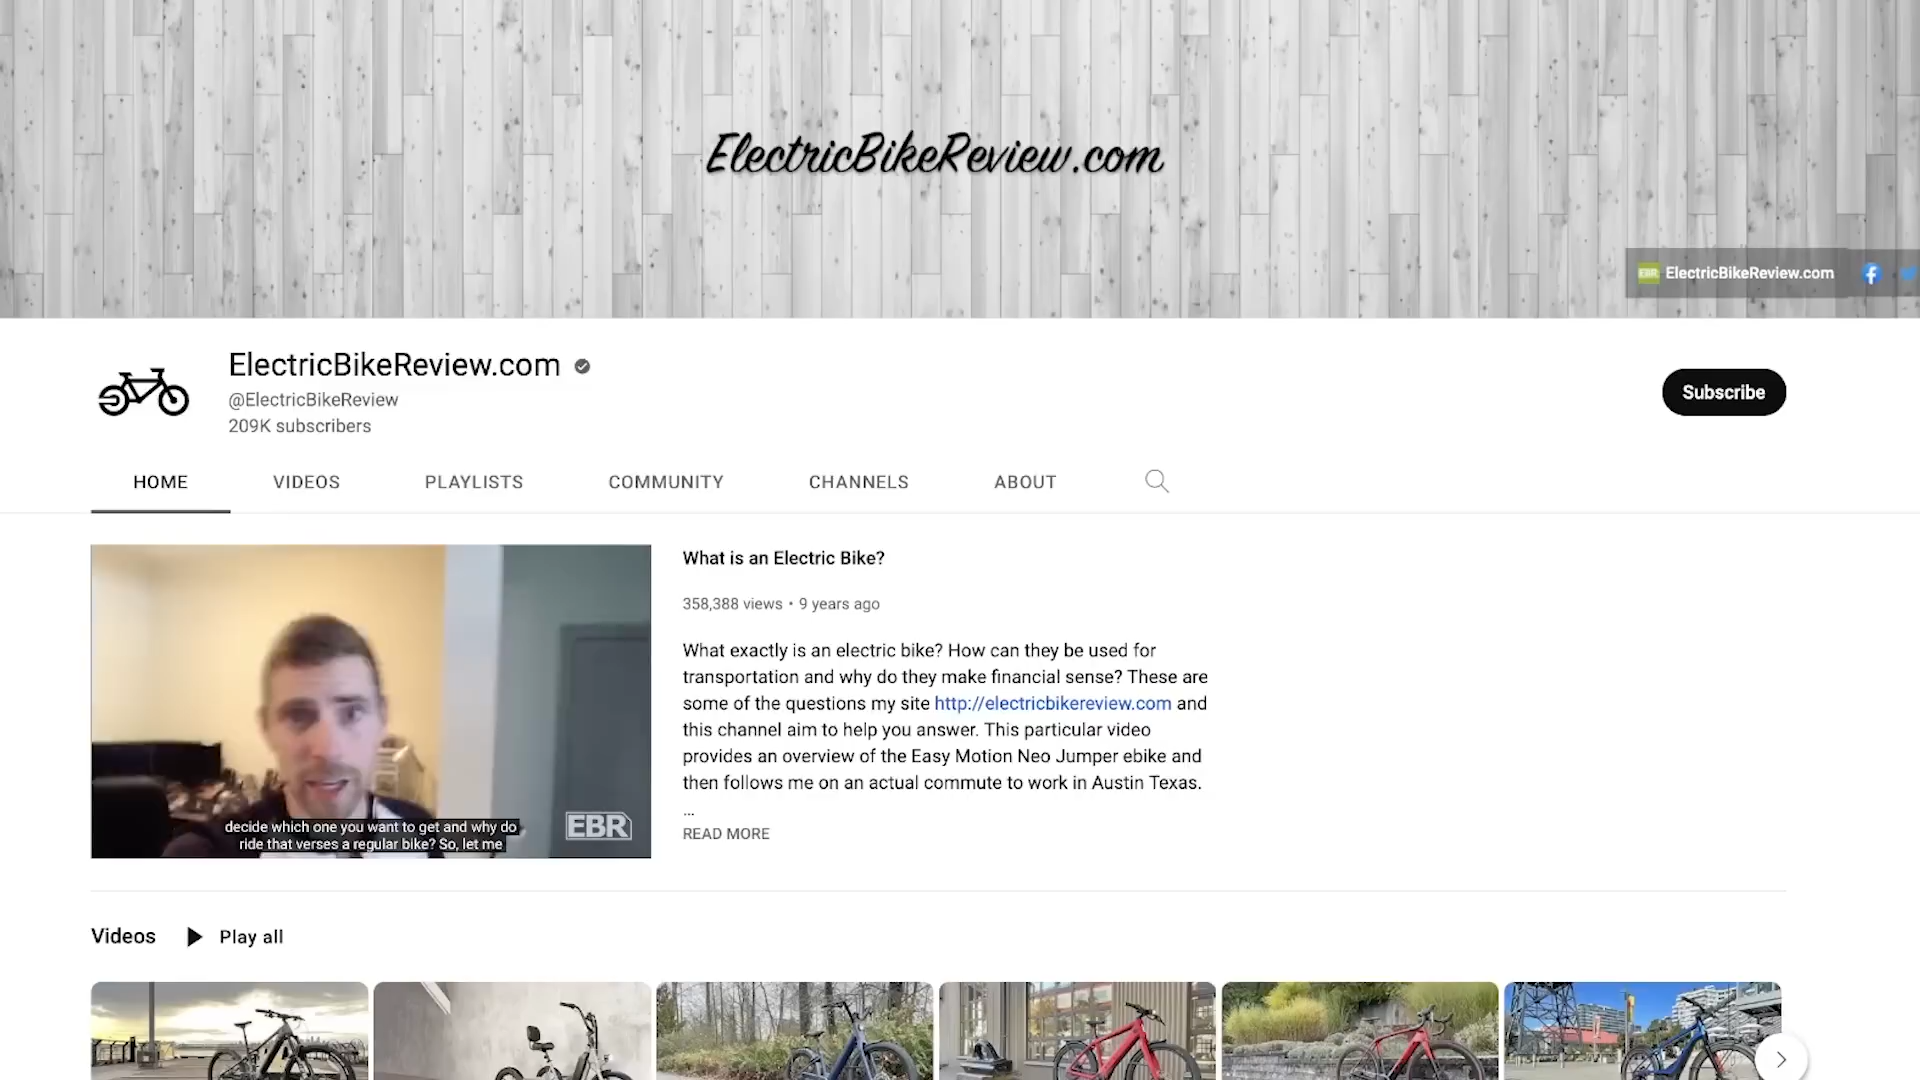 ElectricBikeReview.com
EBR ElectricBikeReview.com
ElectricBikeReview.com
@ElectricBikeReview
209K subscribers
Subscribe
HOME VIDEOS PLAYLISTS COMMUNITY CHANNELS ABOUT
decide which one you want to get and why do
ride that verses a regular bike? So, let me
EBR
What is an Electric Bike?
358,388 views • 9 years ago
What exactly is an electric bike? How can they be used for
transportation and why do they make financial sense? These are
some of the questions my site http://electricbikereview.com and
this channel aim to help you answer. This particular video
provides an overview of the Easy Motion Neo Jumper ebike and
then follows me on an actual commute to work in Austin Texas.
...
READ MORE
Videos Play all